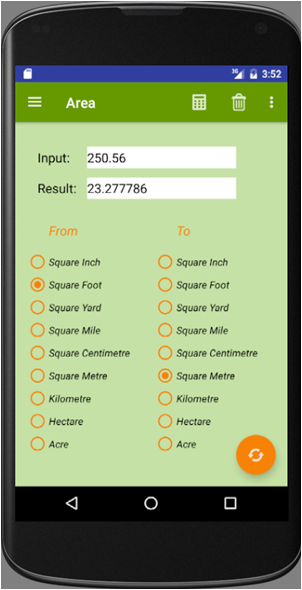 3G 3:52
Area
Input: 250.56
Result: 23.277786
From To
Square Inch Square Inch
Square Foot Square Foot
Square Yard Square Yard
Square Mile Square Mile
Square Centimetre Square Centimetre
Square Metre Square Metre
Kilometre Kilometre
Hectare Hectare
Acre Acre